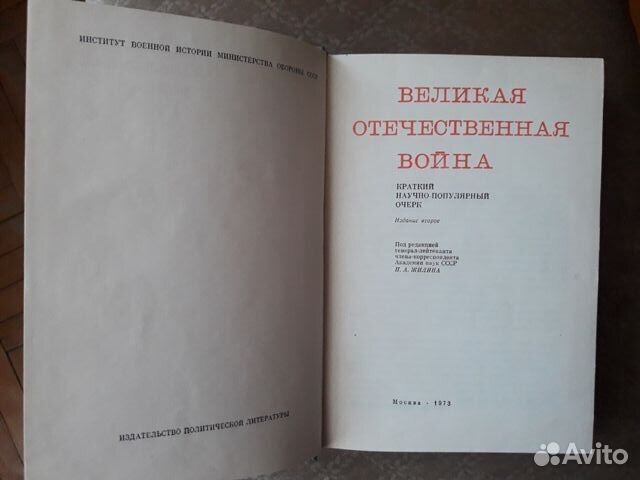 ИНСТИТУТ ВОЕННОЙ ИСТОРИИ МИНИСТЕРСТВА ОБОРОНЫ СССР
ИЗДАТЕЛЬСТВО ПОЛИТИЧЕСКОЙ ЛИТЕРАТУРЫ
ВЕЛИКАЯ
ОТЕЧЕСТВЕННАЯ
ВОЙНА
КРАТКИЙ
НАУЧНО-ПОПУЛЯРНЫЙ
ОЧЕРК
Издание второе
Под редакцией
генерал-лейтенанта
члена-корреспондента
Академии наук СССР
П. А. ЖИЛИНА
Москва · 1973
Avito